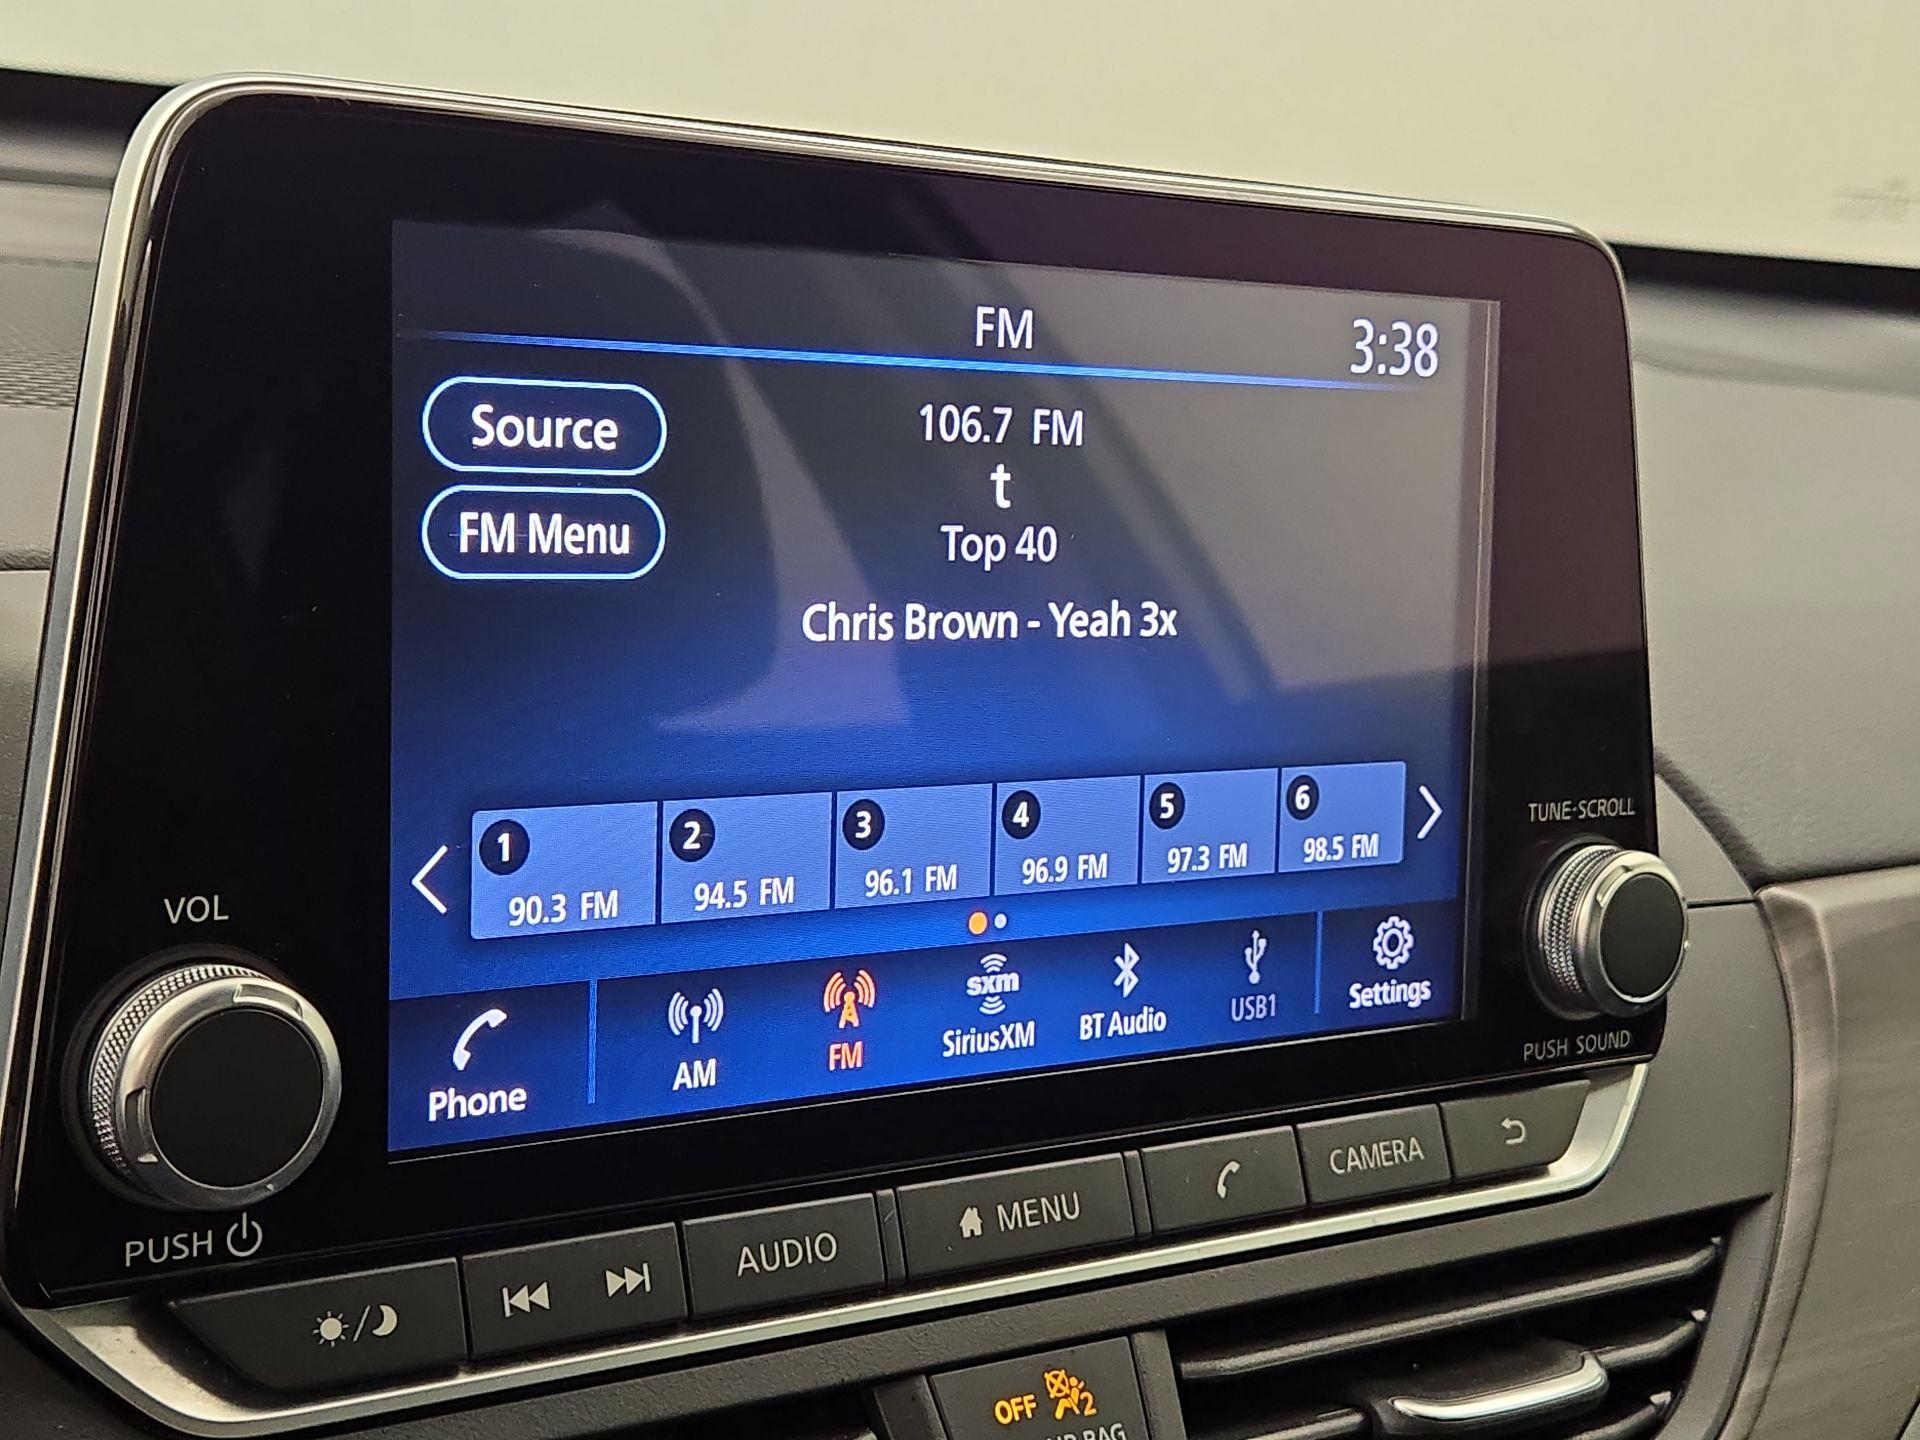 FM
3:38
Source
FM Menu
106.7 FM
t
Top 40
Chris Brown - Yeah 3x
1
90.3 FM
2
94.5 FM
3
96.1 FM
4
96.9 FM
5
97.3 FM
6
98.5 FM
Phone
AM
FM
sxm
SiriusXM
BT Audio
USB1
Settings
VOL
PUSH
TUNE·SCROLL
PUSH SOUND
AUDIO
MENU
CAMERA
OFF
2
BAG